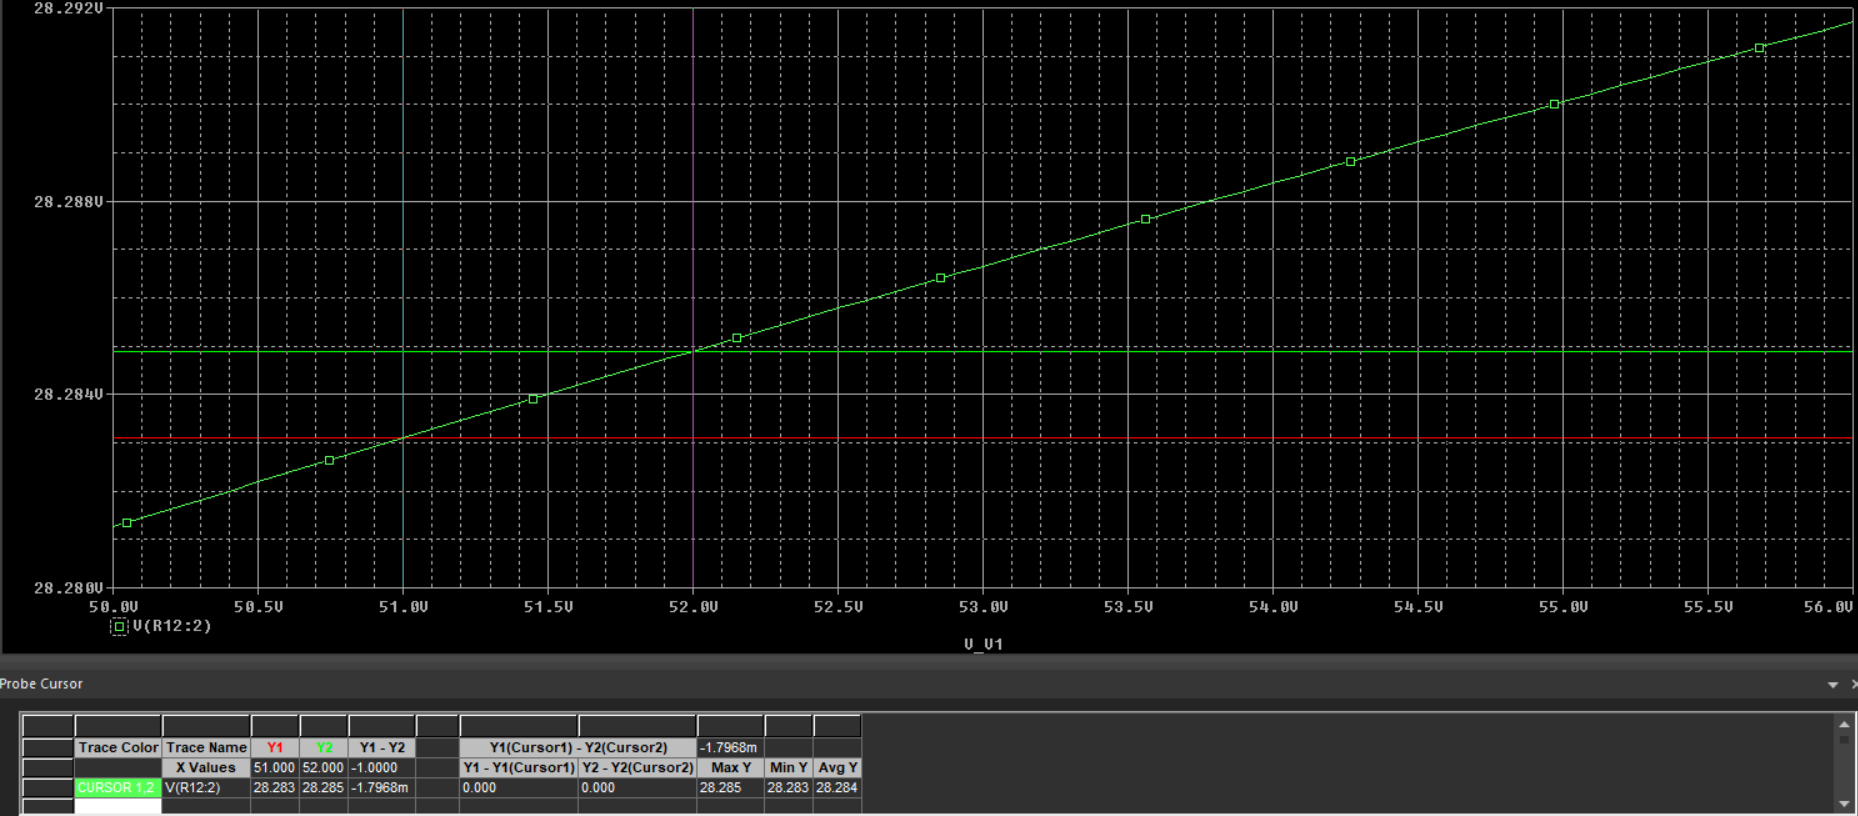 28.292V
28.288V
28.284V
28.280V
50.0V 50.5V 51.0V 51.5V 52.0V 52.5V 53.0V 53.5V 54.0V 54.5V 55.0V 55.5V 56.0V
V(R12:2)
V_V1
Probe Cursor
Trace Color Trace Name Y1 Y2 Y1 - Y2 Y1(Cursor1) - Y2(Cursor2) -1.7968m
X Values 51.000 52.000 -1.0000 Y1 - Y1(Cursor1) Y2 - Y2(Cursor2) Max Y Min Y Avg Y
CURSOR 1,2 V(R12:2) 28.283 28.285 -1.7968m 0.000 0.000 28.285 28.283 28.284